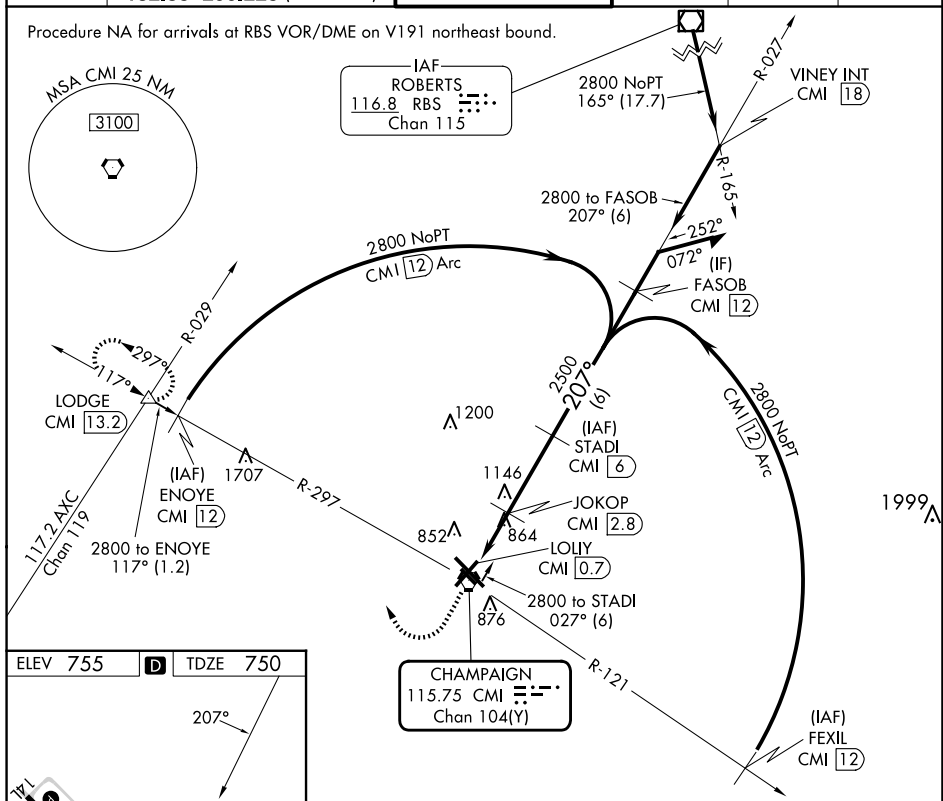 Procedure NA for arrivals at RBS VOR/DME on V191 northeast bound.
MSA CMI 25 NM
3100
IAF
ROBERTS
116.8 RBS
Chan 115
2800 NoPT
165° (17.7)
R-027
VINEY INT
CMI 18
R-165
2800 to FASOB
207° (6)
252°
072°
(IF)
FASOB
CMI 12
2800 NoPT
CMI 12 Arc
R-029
297°
117°
LODGE
CMI 13.2
(IAF)
ENOYE
CMI 12
1707
R-297
117.2 AXC
Chan 119
2800 to ENOYE
117° (1.2)
2500
207°
(6)
1200
(IAF)
STADI
CMI 6
2800 NoPT
CMI 12 Arc
1146
JOKOP
CMI 2.8
852
864
LOLIY
CMI 0.7
1999
2800 to STADI
027° (6)
876
R-121
CHAMPAIGN
115.75 CMI
Chan 104(Y)
(IAF)
FEXIL
CMI 12
ELEV 755
D
TDZE 750
207°
14L
A